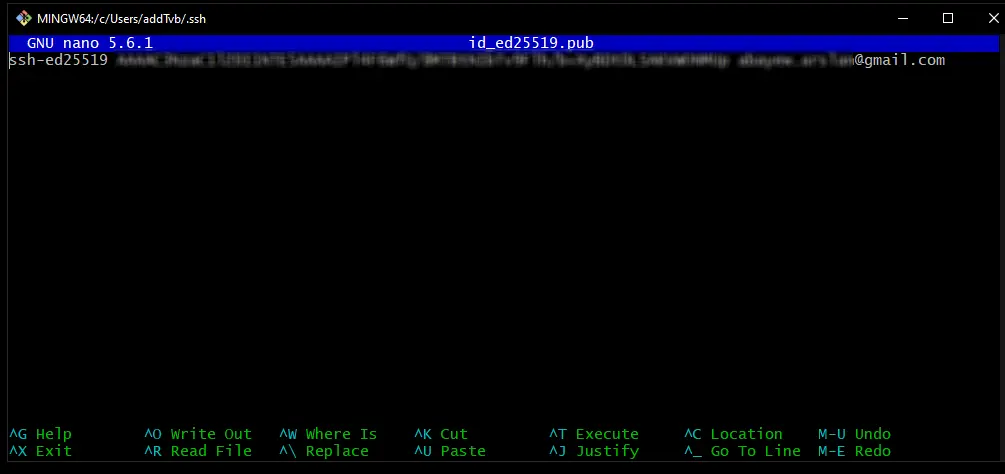 MINGW64:/c/Users/addTvb/.ssh
GNU nano 5.6.1 id_ed25519.pub
ssh-ed25519 @gmail.com
^G Help ^O Write Out ^W Where Is ^K Cut ^T Execute ^C Location M-U Undo
^X Exit ^R Read File ^\ Replace ^U Paste ^J Justify ^_ Go To Line M-E Redo